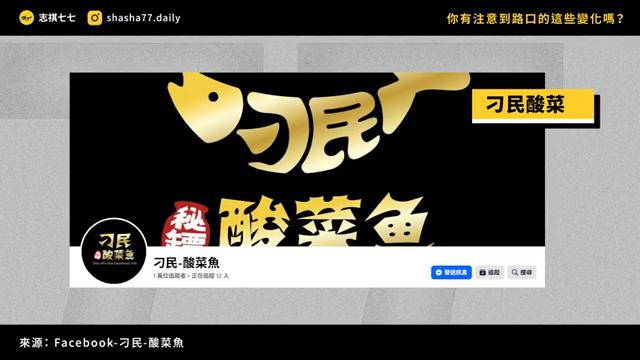 志祺七七
shasha77.daily
你有注意到路口的這些變化嗎？
刁民酸菜
刁民
秘鏢
酸菜魚
刁民
酸菜魚
刁民-酸菜魚
1 萬位追蹤者 • 正在追蹤 12 人
發送訊息
追蹤
搜尋
來源：Facebook-刁民-酸菜魚